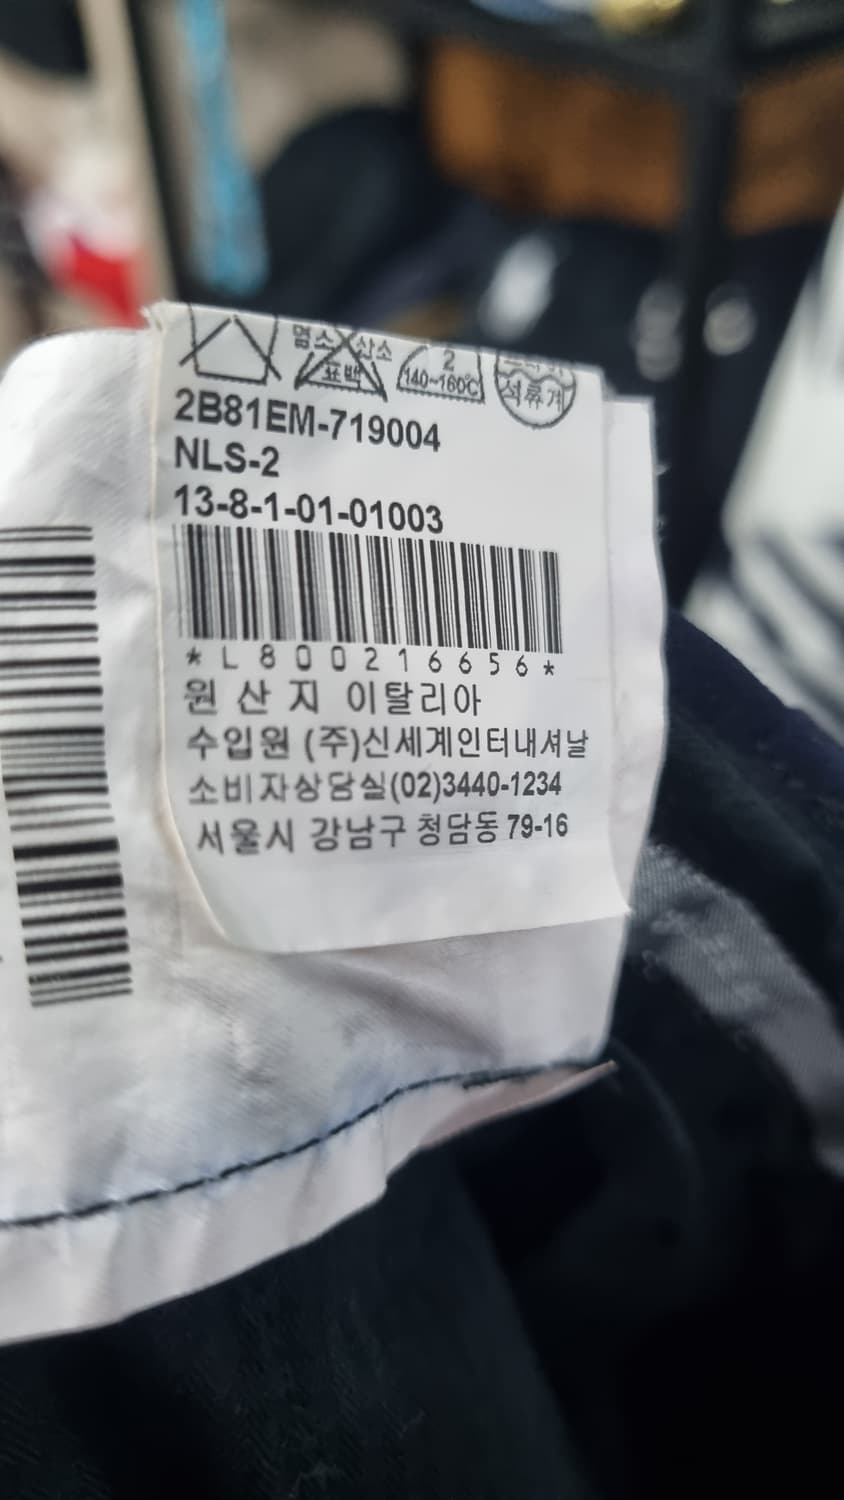 염소 산소
표백
2
140~160℃
석유계
2B81EM-719004
NLS-2
13-8-1-01-01003
*L800216656*
원 산 지 이탈리아
수입원 (주)신세계인터내셔날
소비자상담실(02)3440-1234
서울시 강남구 청담동 79-16